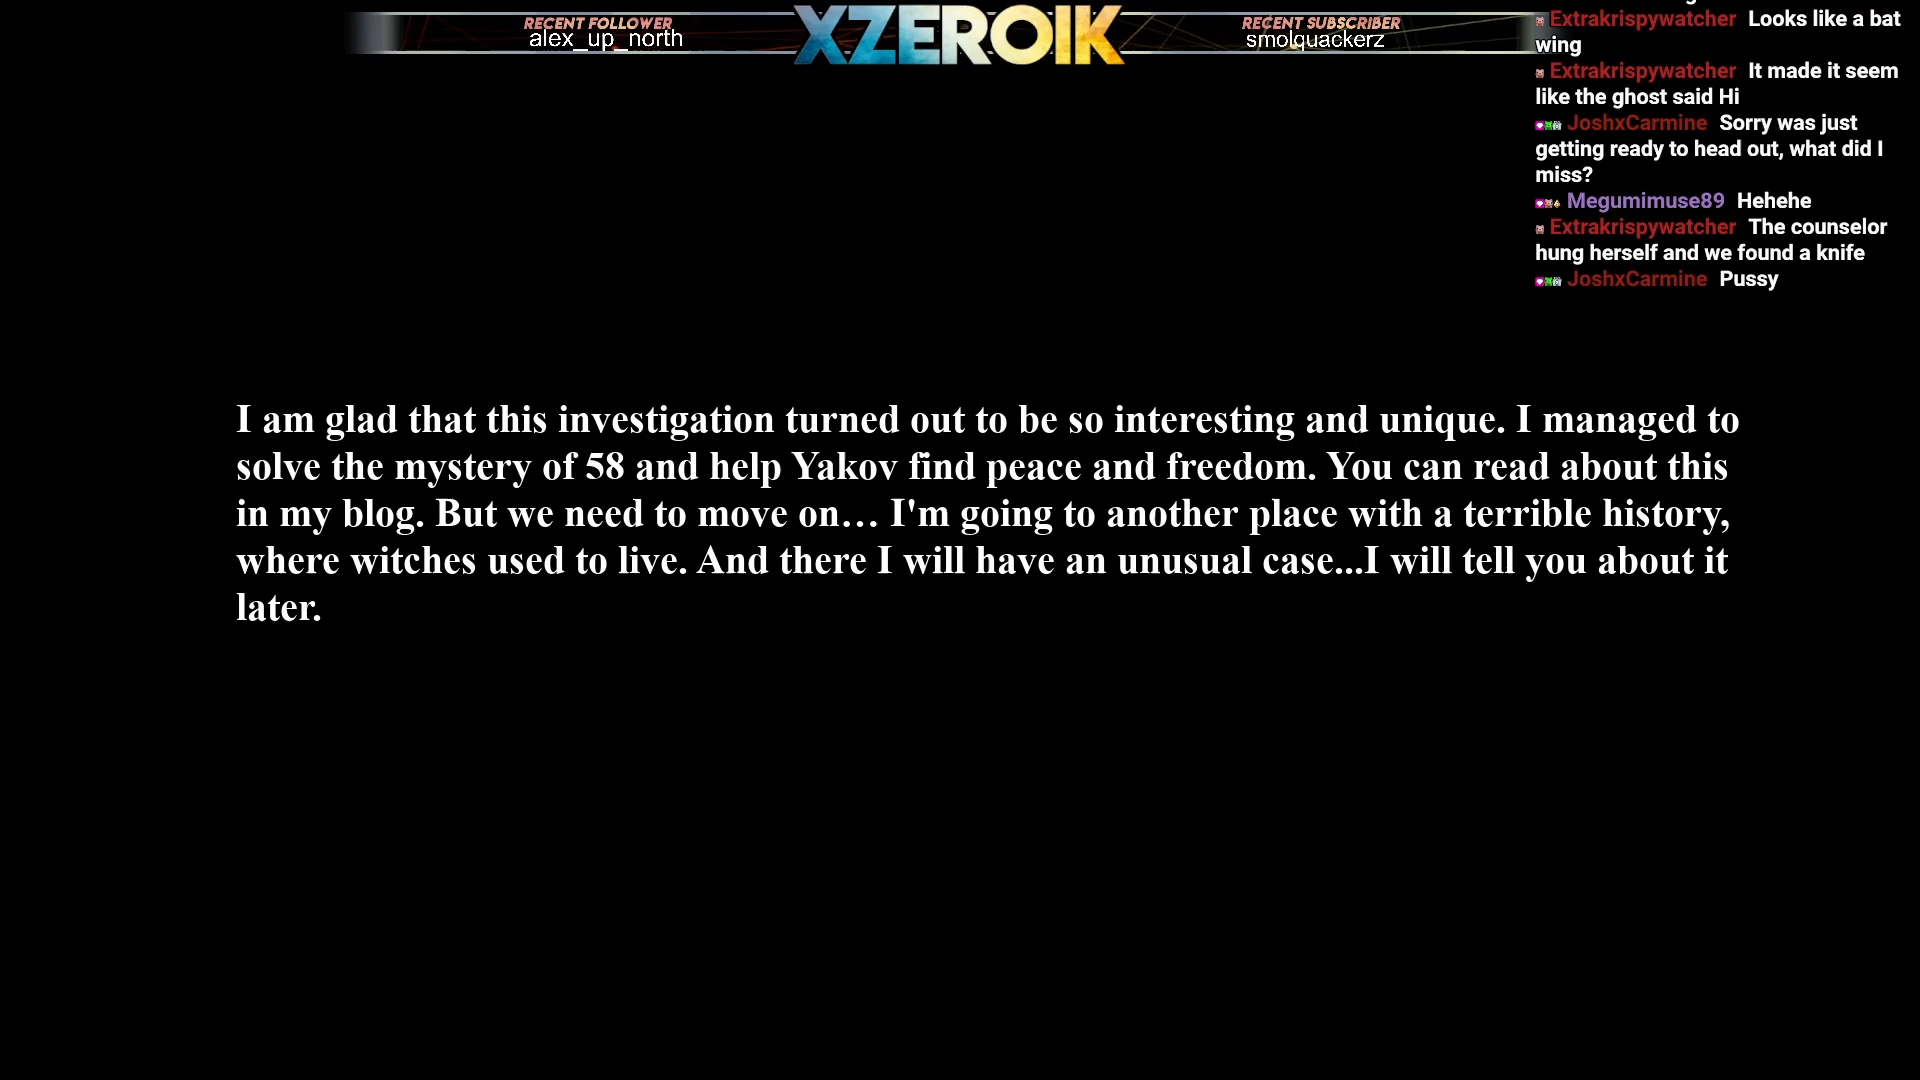 RECENT FOLLOWER
alex_up_north
XZEROIK
RECENT SUBSCRIBER
smolquackerz
Extrakrispywatcher Looks like a bat
wing
Extrakrispywatcher It made it seem
like the ghost said Hi
JoshxCarmine Sorry was just
getting ready to head out, what did I
miss?
Megumimuse89 Hehehe
Extrakrispywatcher The counselor
hung herself and we found a knife
JoshxCarmine Pussy
I am glad that this investigation turned out to be so interesting and unique. I managed to
solve the mystery of 58 and help Yakov find peace and freedom. You can read about this
in my blog. But we need to move on… I'm going to another place with a terrible history,
where witches used to live. And there I will have an unusual case...I will tell you about it
later.